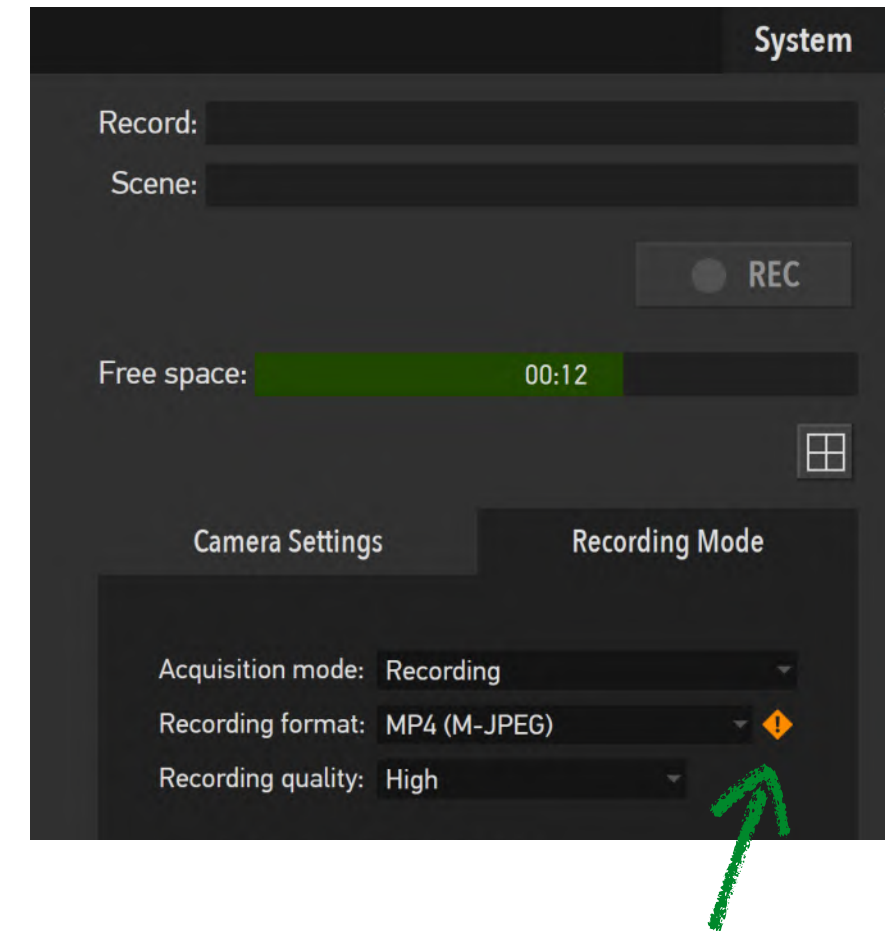 System
Record:
Scene:
REC
Free space: 00:12
Camera Settings Recording Mode
Acquisition mode: Recording
Recording format: MP4 (M-JPEG)
Recording quality: High